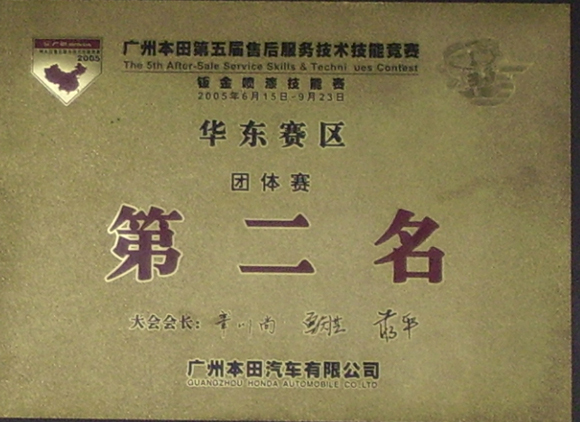 2005
广州本田第五届售后服务技术技能竞赛
The 5th After-Sale Service Skills & Techni ues Contest
钣金喷漆技能赛
2005年6月15日-9月23日
华东赛区
团体赛
第二名
大会会长：
广州本田汽车有限公司
GUANGZHOU HONDA AUTOMOBILE CO.,LTD